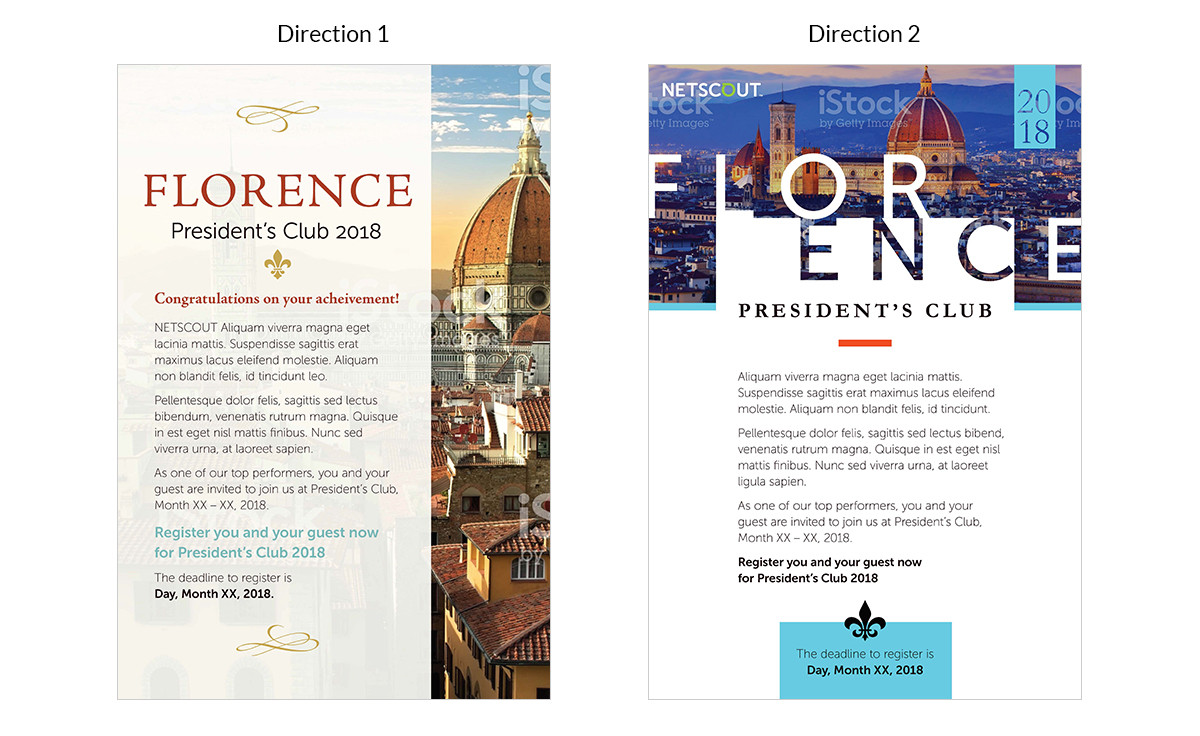 Direction 1
FLORENCE
President's Club 2018
Congratulations on your acheivement!
NETSCOUT Aliquam viverra magna eget
lacinia mattis. Suspendisse sagittis erat
maximus lacus eleifend molestie. Aliquam
non blandit felis, id tincidunt leo.
Pellentesque dolor felis, sagittis sed lectus
bibendum, venenatis rutrum magna. Quisque
in est eget nisl mattis finibus. Nunc sed
viverra urna, at laoreet sapien.
As one of our top performers, you and your
guest are invited to join us at President's Club,
Month XX – XX, 2018.
Register you and your guest now
for President's Club 2018
The deadline to register is
Day, Month XX, 2018.
iS
iStock
Getty Images
iS
by
Direction 2
NETSCOUT
iStock
by Getty Images
tock
etty Images
20
18
FLOR
ENCE
PRESIDENT'S CLUB
Aliquam viverra magna eget lacinia mattis.
Suspendisse sagittis erat maximus lacus eleifend
molestie. Aliquam non blandit felis, id tincidunt.
Pellentesque dolor felis, sagittis sed lectus bibend,
venenatis rutrum magna. Quisque in est eget nisl
mattis finibus. Nunc sed viverra urna, at laoreet
ligula sapien.
As one of our top performers, you and your
guest are invited to join us at President's Club,
Month XX – XX, 2018.
Register you and your guest now
for President's Club 2018
The deadline to register is
Day, Month XX, 2018